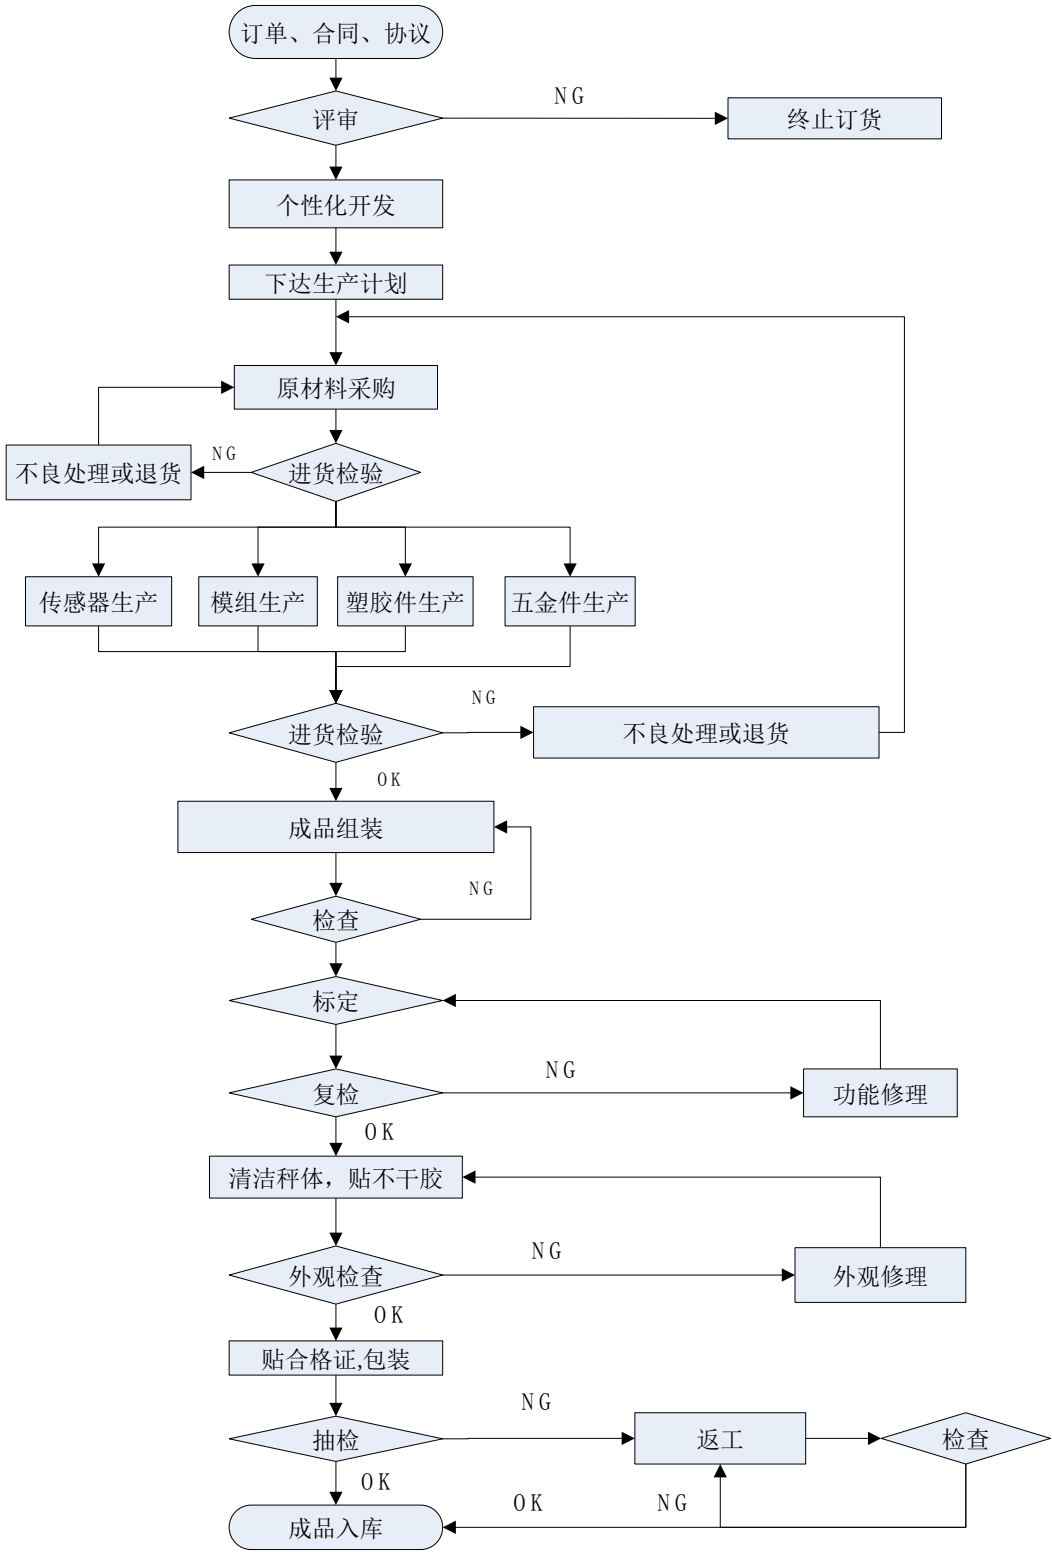 订单、合同、协议
NG
评审
终止订货
个性化开发
下达生产计划
原材料采购
NG
不良处理或退货
进货检验
传感器生产
模组生产
塑胶件生产
五金件生产
NG
进货检验
不良处理或退货
OK
成品组装
NG
检查
标定
NG
复检
功能修理
OK
清洁秤体，贴不干胶
NG
外观检查
外观修理
OK
贴合格证,包装
NG
抽检
返工
检查
OK
OK
NG
成品入库